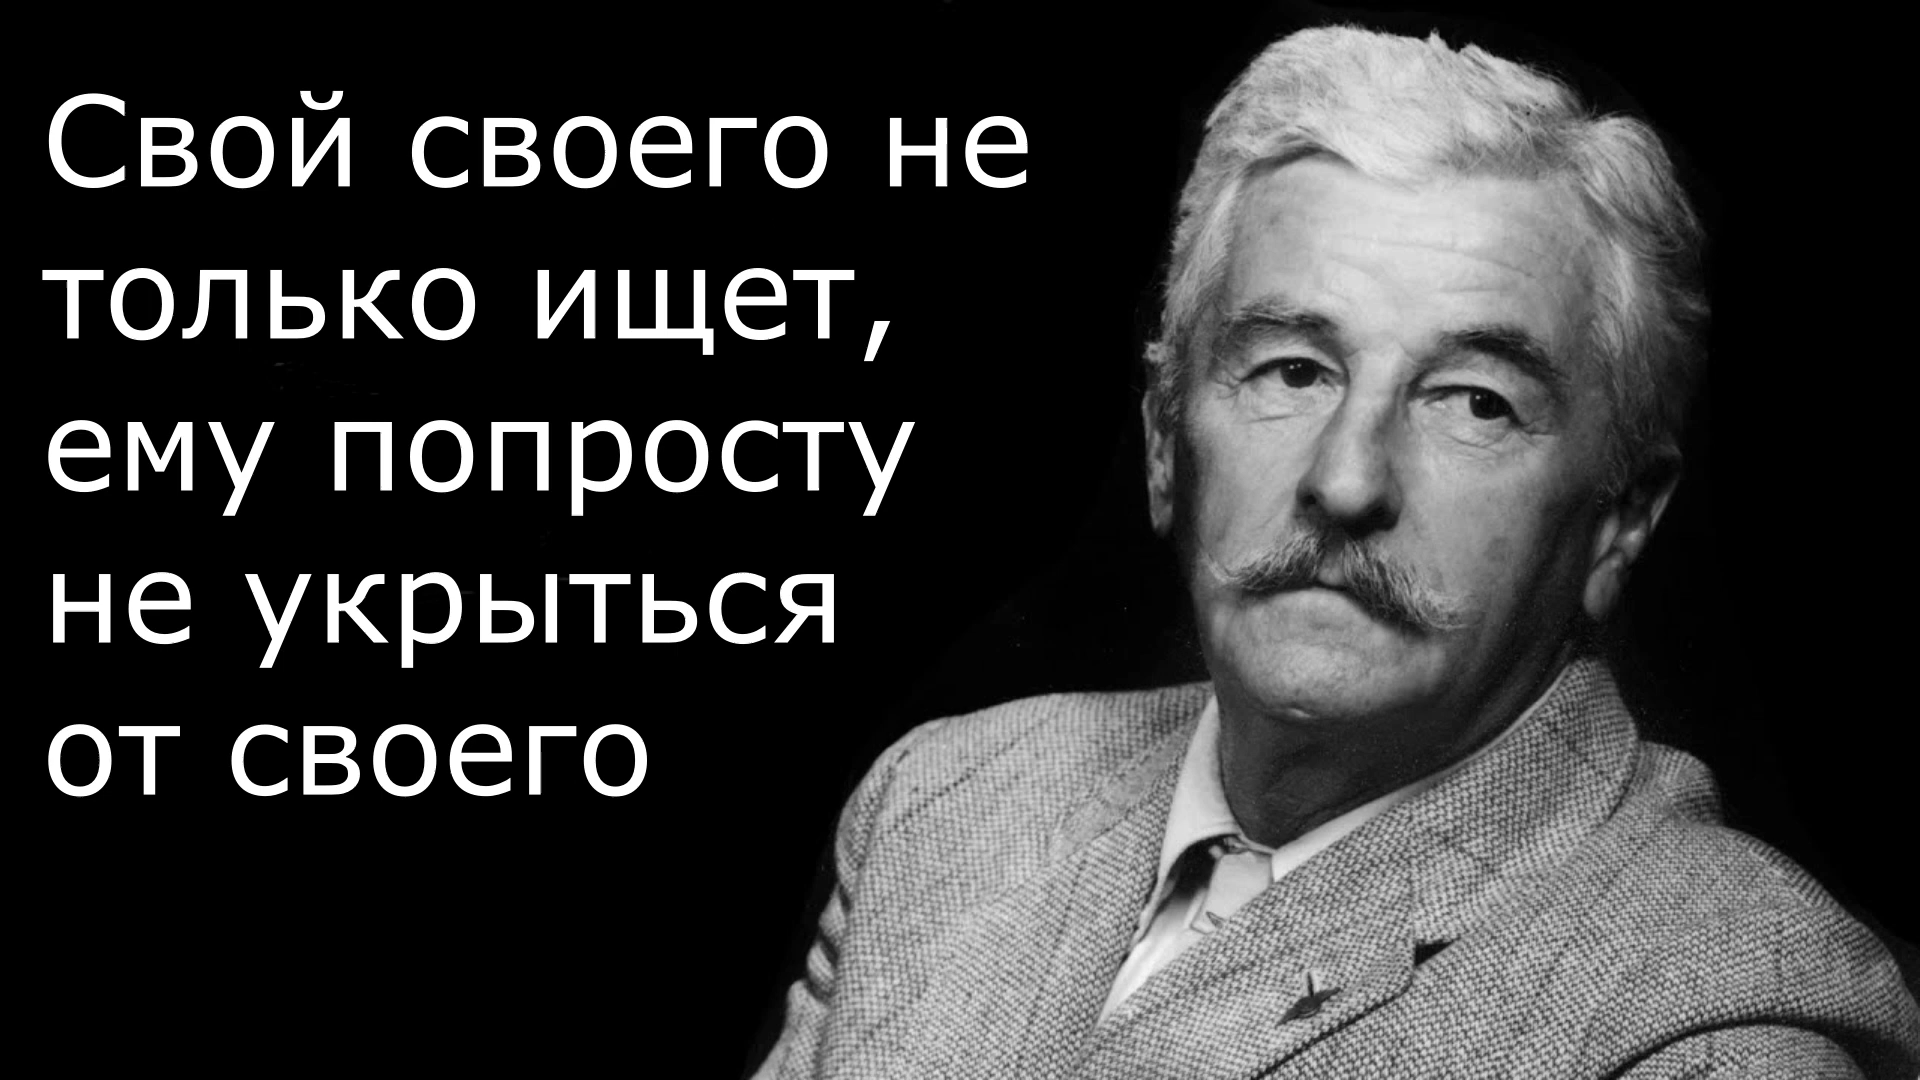 Свой своего не
только ищет,
ему попросту
не укрыться
от своего